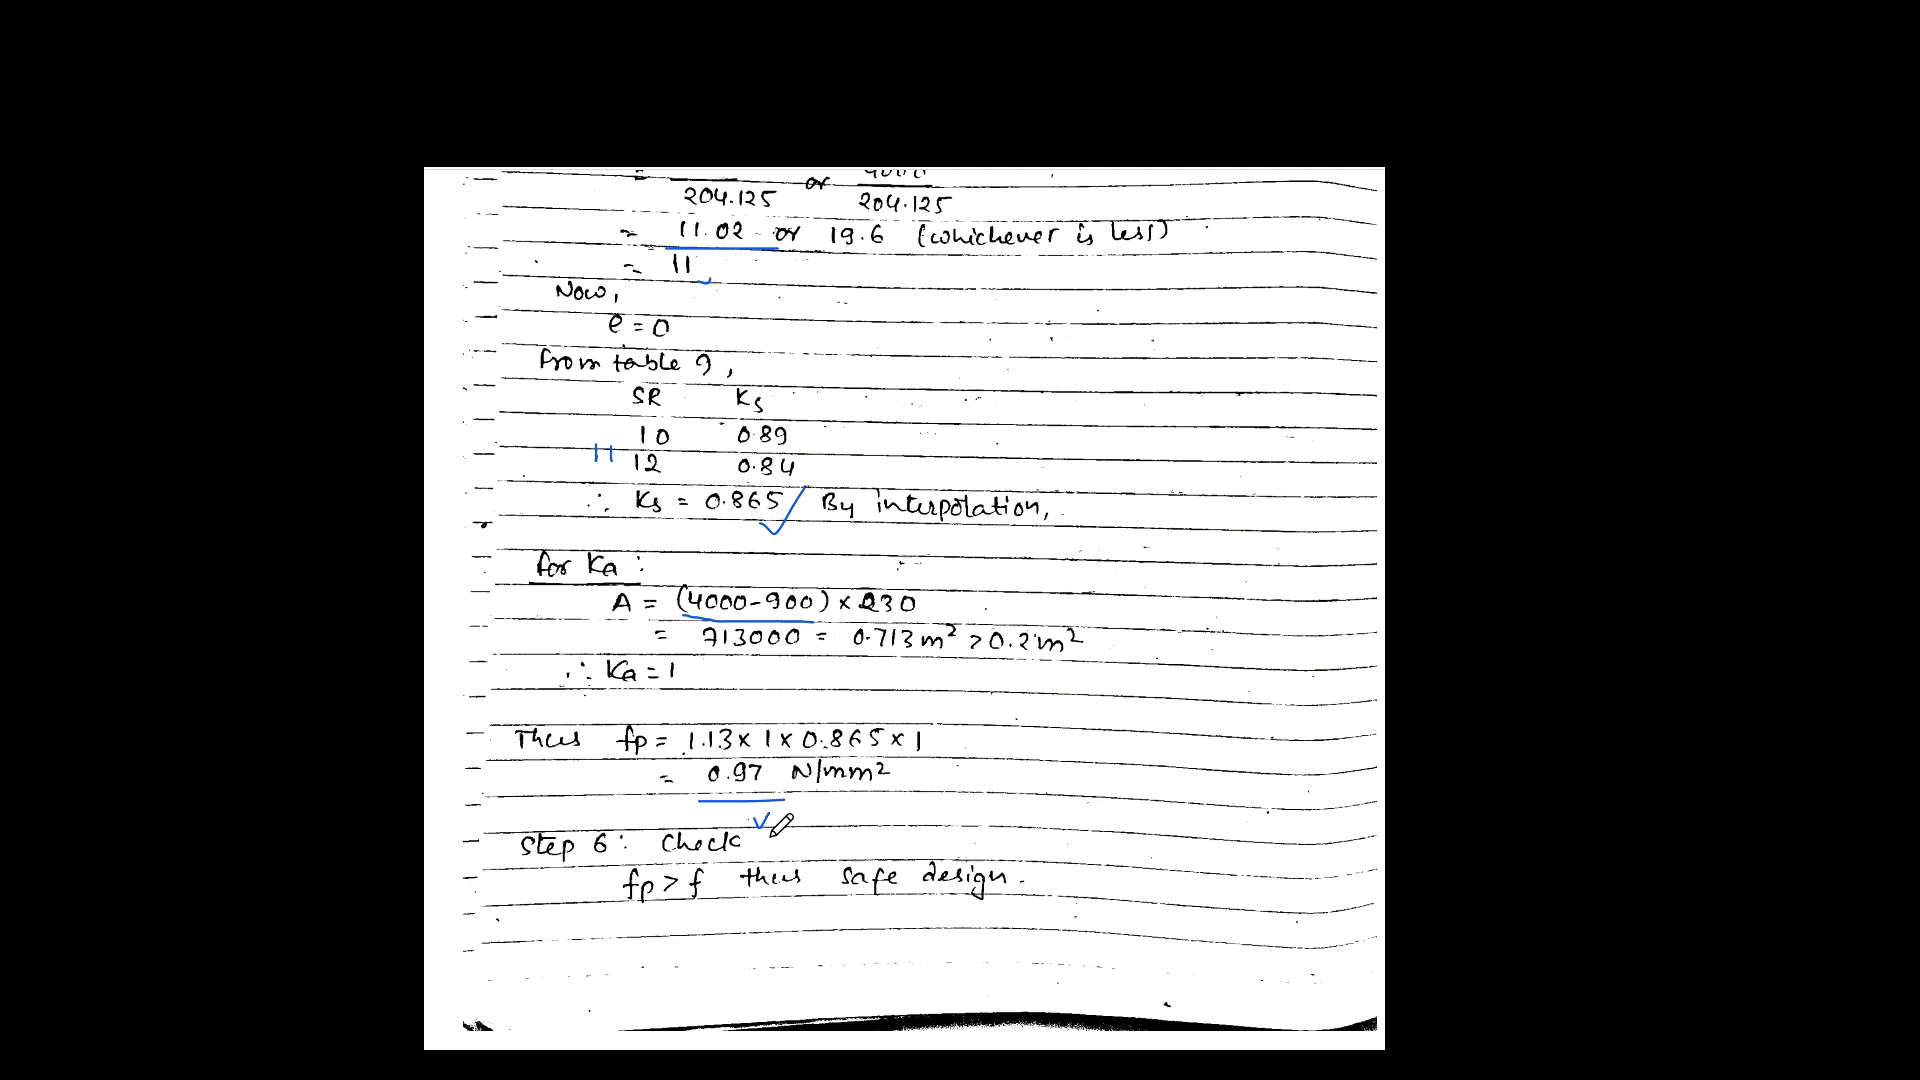 = or
204.125 204.125
= 11.02 or 19.6 (whichever is less)
= 11
Now,
e = 0
from table 9,
SR Ks
10 0.89
11
12 0.84
∴ Ks = 0.865 By interpolation,
for Ka :
A = (4000-900) x 230
= 713000 = 0.713 m² > 0.2 m²
∴ Ka = 1
Thus fp = 1.13 x 1 x 0.865 x 1
= 0.97 N/mm²
Step 6: Check
fp > f thus safe design.